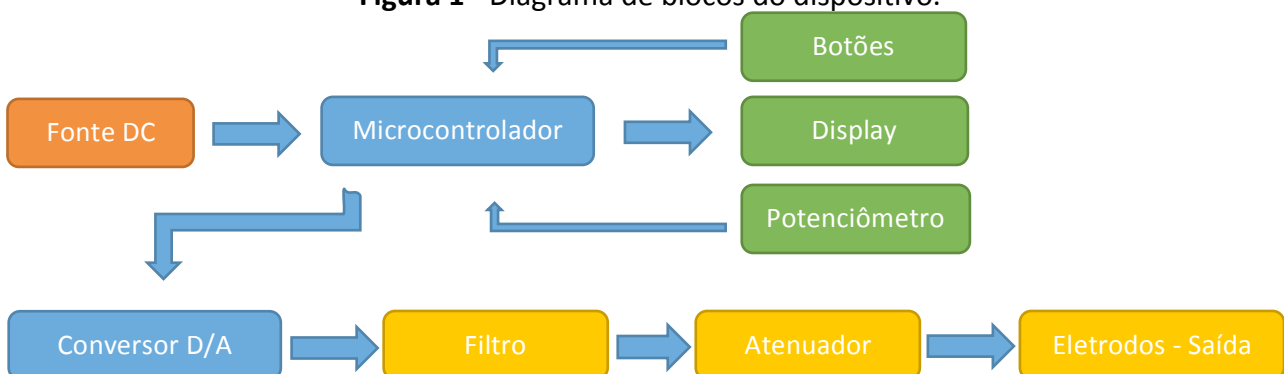 Figura 1 - Diagrama de blocos do dispositivo.
Botões
Fonte DC
Microcontrolador
Display
Potenciômetro
Conversor D/A
Filtro
Atenuador
Eletrodos - Saída